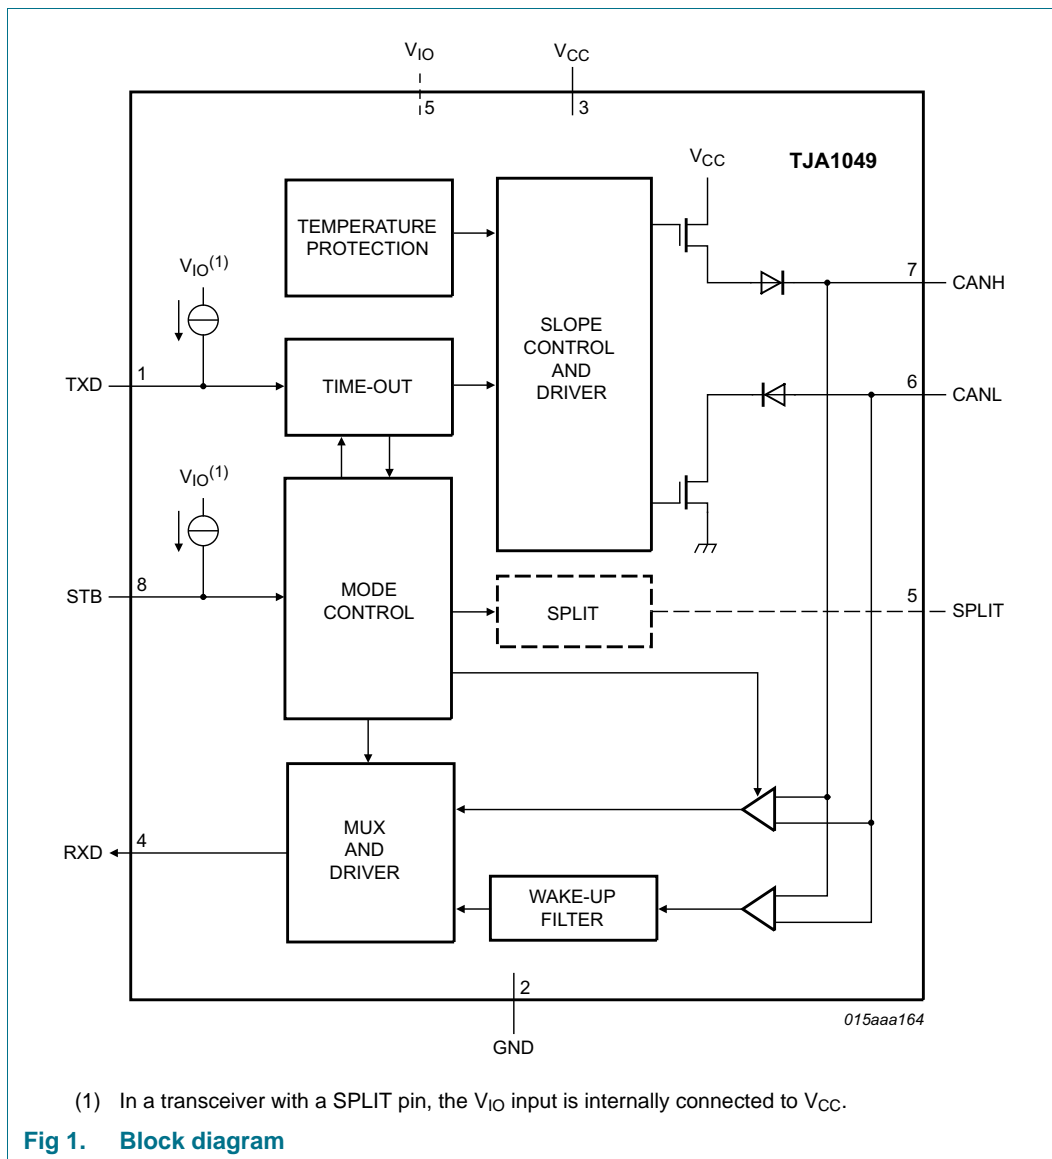 VIO
VCC
5
3
TJA1049
VCC
TEMPERATURE
PROTECTION
VIO(1)
7
CANH
SLOPE
CONTROL
AND
DRIVER
TXD
1
TIME-OUT
6
CANL
VIO(1)
STB
8
MODE
CONTROL
SPLIT
5
SPLIT
MUX
AND
DRIVER
RXD
4
WAKE-UP
FILTER
2
GND
015aaa164
(1) In a transceiver with a SPLIT pin, the VIO input is internally connected to VCC.
Fig 1. Block diagram